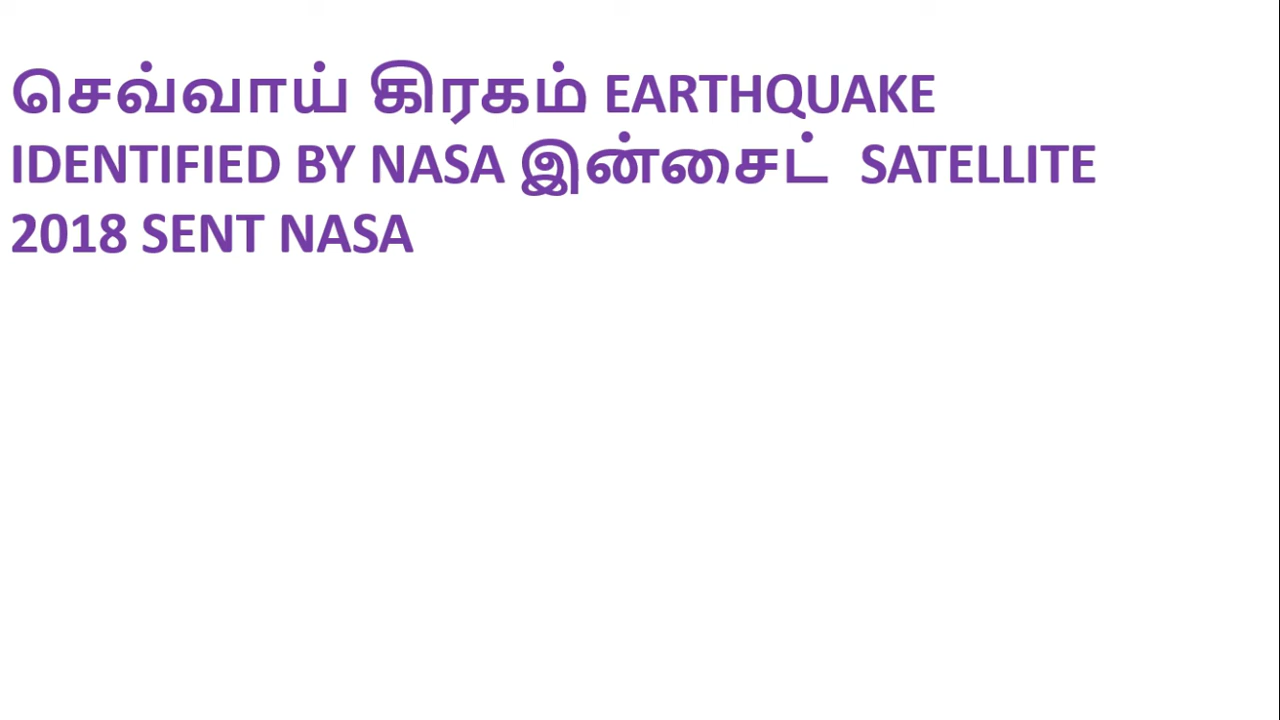 செவ்வாய் கிரகம் EARTHQUAKE
IDENTIFIED BY NASA இன்சைட் SATELLITE
2018 SENT NASA